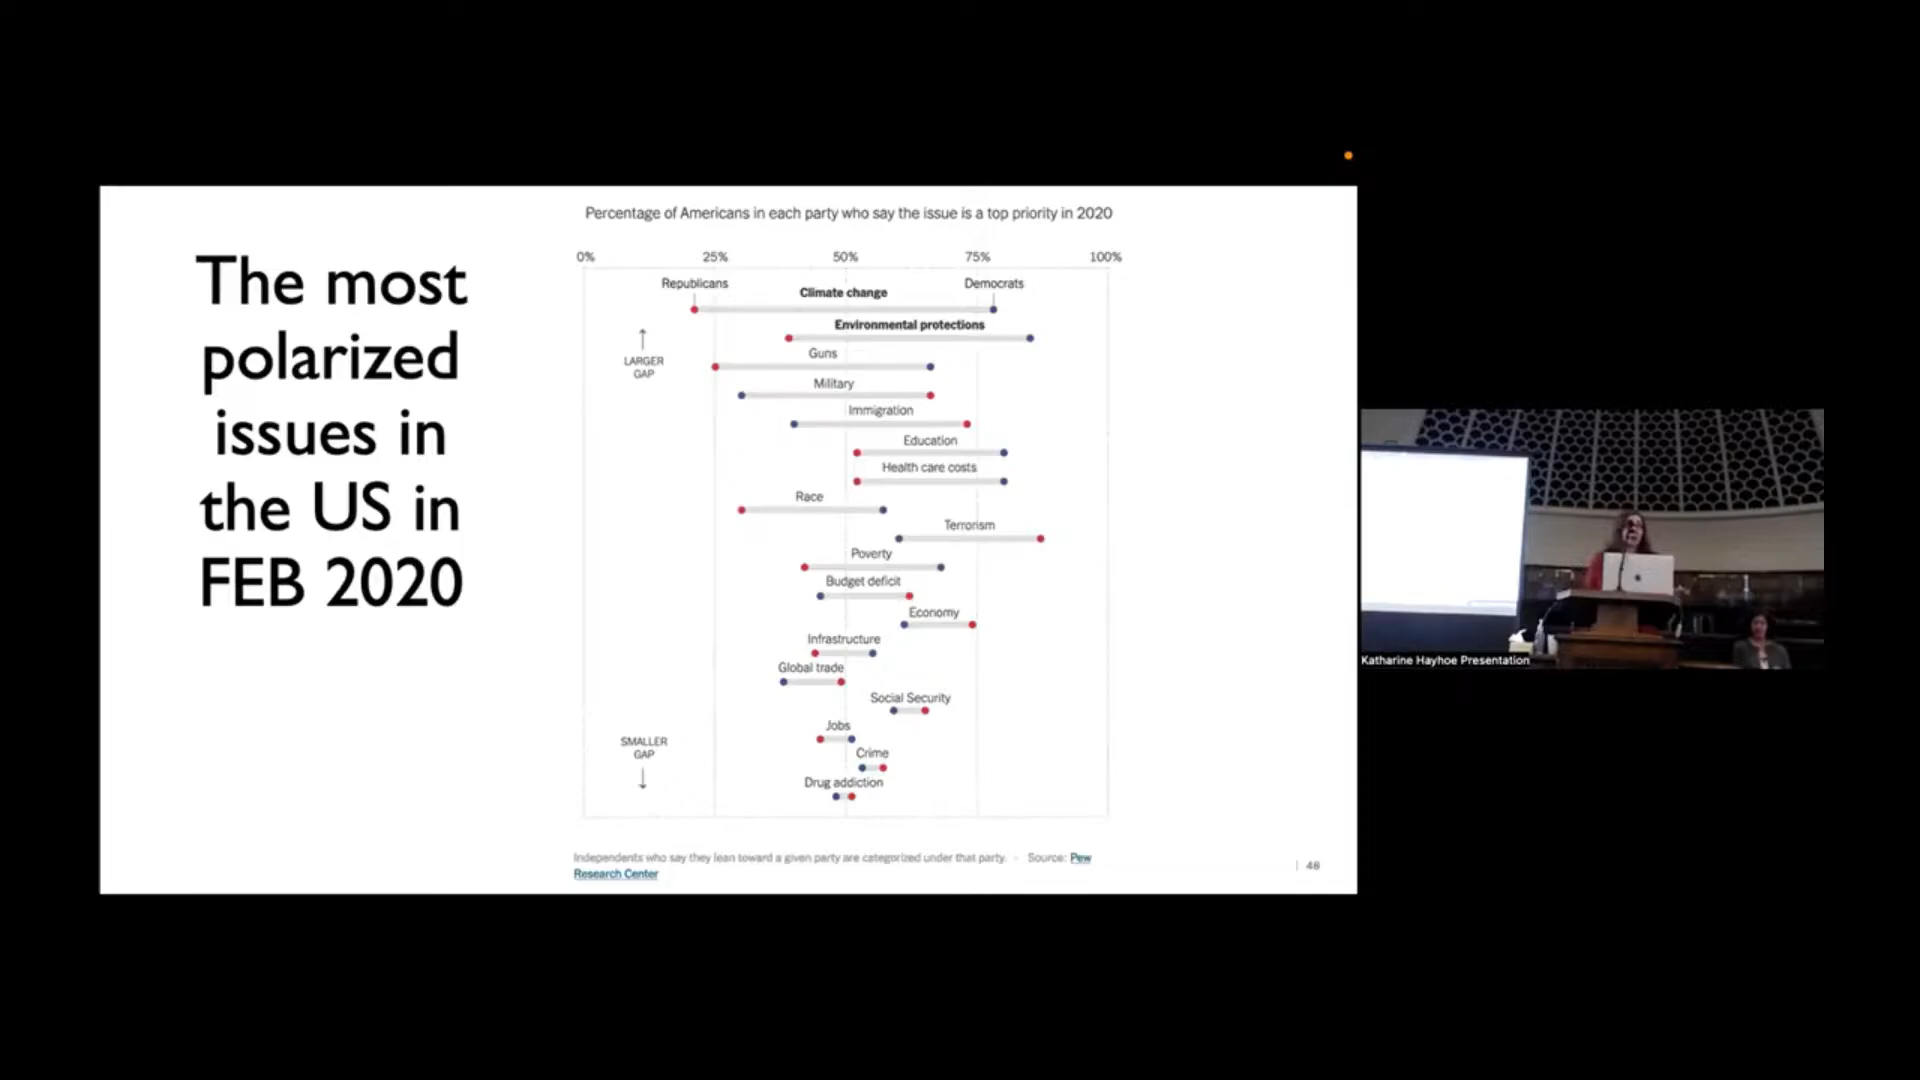 The most
polarized
issues in
the US in
FEB 2020
Percentage of Americans in each party who say the issue is a top priority in 2020
0% 25% 50% 75% 100%
Republicans Democrats
Climate change
Environmental protections
LARGER
GAP
Guns
Military
Immigration
Education
Health care costs
Race
Terrorism
Poverty
Budget deficit
Economy
Infrastructure
Global trade
Social Security
Jobs
SMALLER
GAP
Crime
Drug addiction
Independents who say they lean toward a given party are categorized under that party. - Source: Pew
Research Center
48
Katharine Hayhoe Presentation